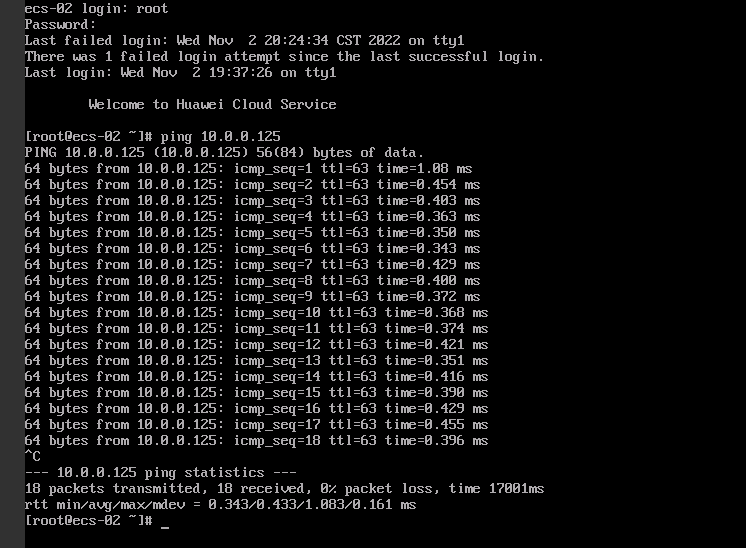 ecs-02 login: root
Password:
Last failed login: Wed Nov  2 20:24:34 CST 2022 on tty1
There was 1 failed login attempt since the last successful login.
Last login: Wed Nov  2 19:37:26 on tty1
Welcome to Huawei Cloud Service
[root@ecs-02 ~]# ping 10.0.0.125
PING 10.0.0.125 (10.0.0.125) 56(84) bytes of data.
64 bytes from 10.0.0.125: icmp_seq=1 ttl=63 time=1.08 ms
64 bytes from 10.0.0.125: icmp_seq=2 ttl=63 time=0.454 ms
64 bytes from 10.0.0.125: icmp_seq=3 ttl=63 time=0.403 ms
64 bytes from 10.0.0.125: icmp_seq=4 ttl=63 time=0.363 ms
64 bytes from 10.0.0.125: icmp_seq=5 ttl=63 time=0.350 ms
64 bytes from 10.0.0.125: icmp_seq=6 ttl=63 time=0.343 ms
64 bytes from 10.0.0.125: icmp_seq=7 ttl=63 time=0.429 ms
64 bytes from 10.0.0.125: icmp_seq=8 ttl=63 time=0.400 ms
64 bytes from 10.0.0.125: icmp_seq=9 ttl=63 time=0.372 ms
64 bytes from 10.0.0.125: icmp_seq=10 ttl=63 time=0.368 ms
64 bytes from 10.0.0.125: icmp_seq=11 ttl=63 time=0.374 ms
64 bytes from 10.0.0.125: icmp_seq=12 ttl=63 time=0.421 ms
64 bytes from 10.0.0.125: icmp_seq=13 ttl=63 time=0.351 ms
64 bytes from 10.0.0.125: icmp_seq=14 ttl=63 time=0.416 ms
64 bytes from 10.0.0.125: icmp_seq=15 ttl=63 time=0.390 ms
64 bytes from 10.0.0.125: icmp_seq=16 ttl=63 time=0.429 ms
64 bytes from 10.0.0.125: icmp_seq=17 ttl=63 time=0.455 ms
64 bytes from 10.0.0.125: icmp_seq=18 ttl=63 time=0.396 ms
^C
--- 10.0.0.125 ping statistics ---
18 packets transmitted, 18 received, 0% packet loss, time 17001ms
rtt min/avg/max/mdev = 0.343/0.433/1.083/0.161 ms
[root@ecs-02 ~]# _